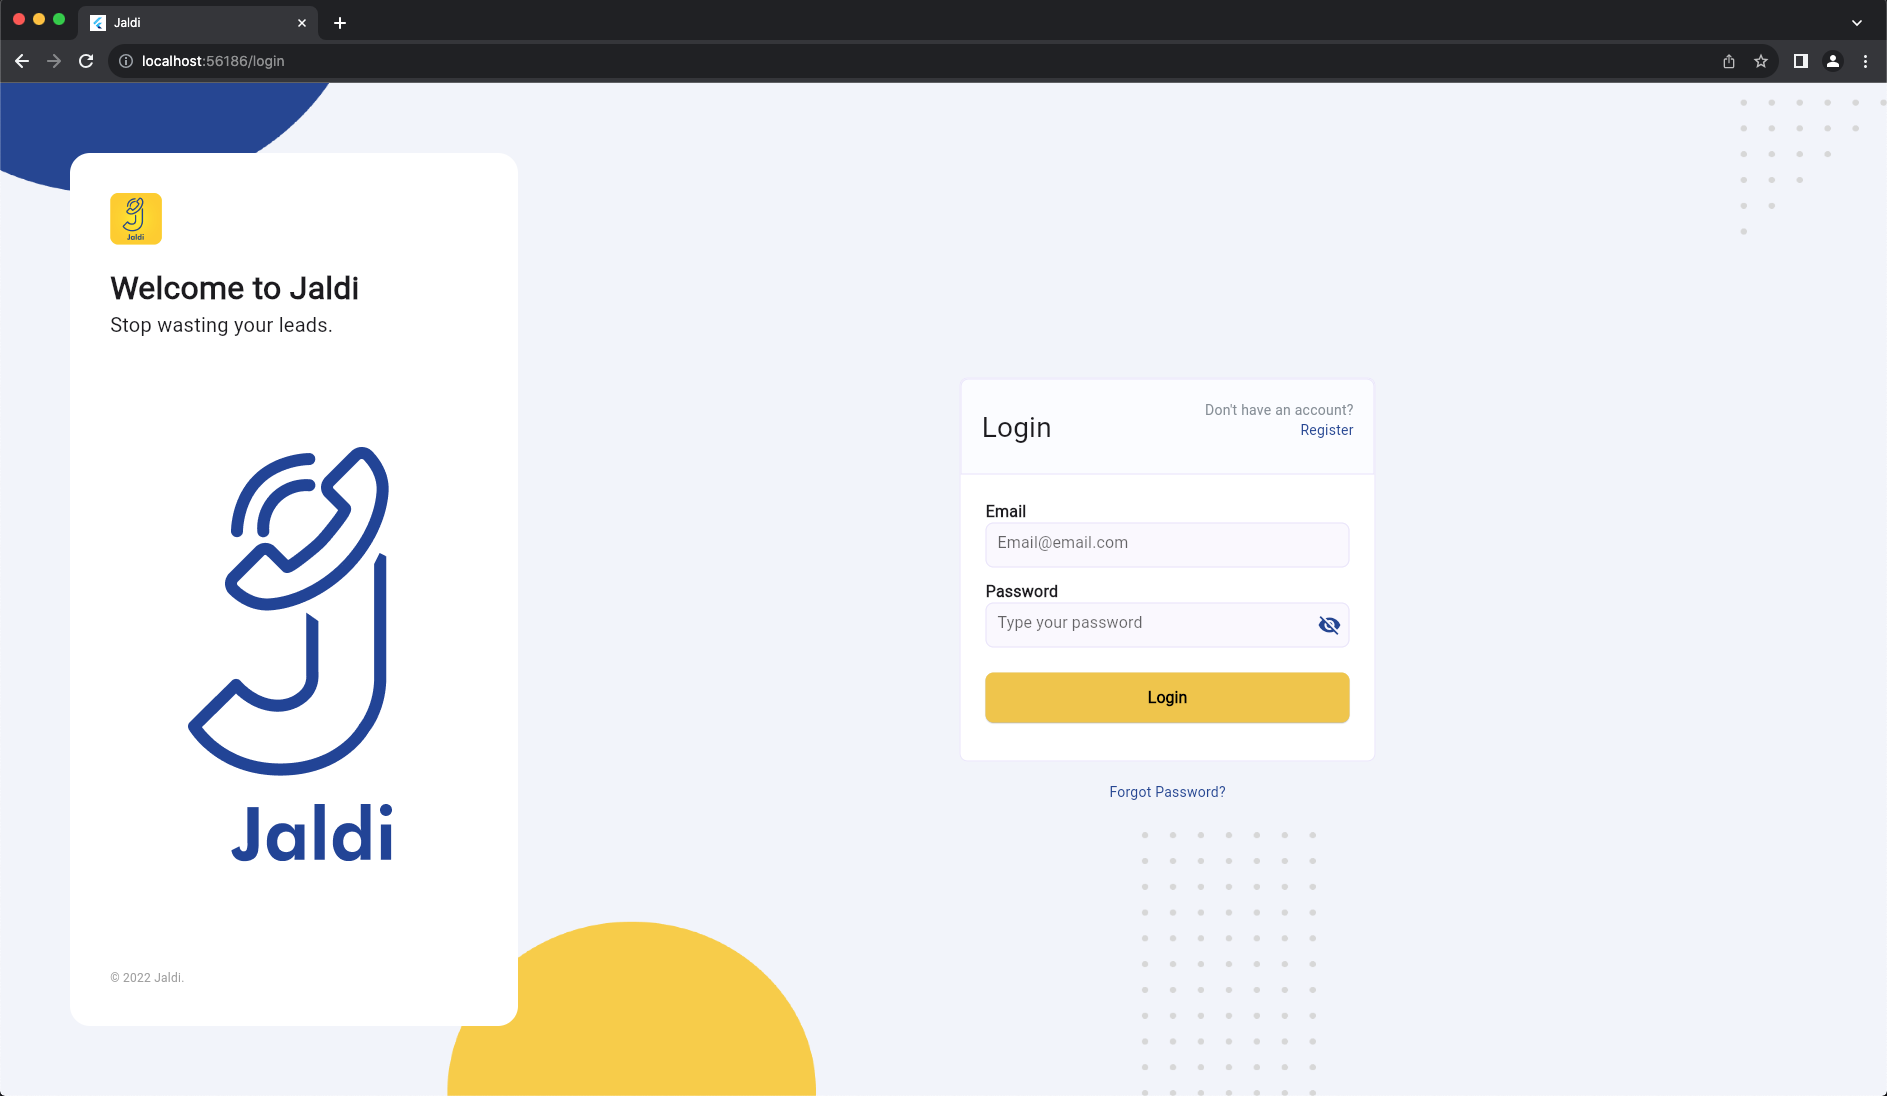 Jaldi
localhost:56186/login
Jaldi
Welcome to Jaldi
Stop wasting your leads.
Jaldi
© 2022 Jaldi.
Login
Don't have an account?
Register
Email
Email@email.com
Password
Type your password
Login
Forgot Password?